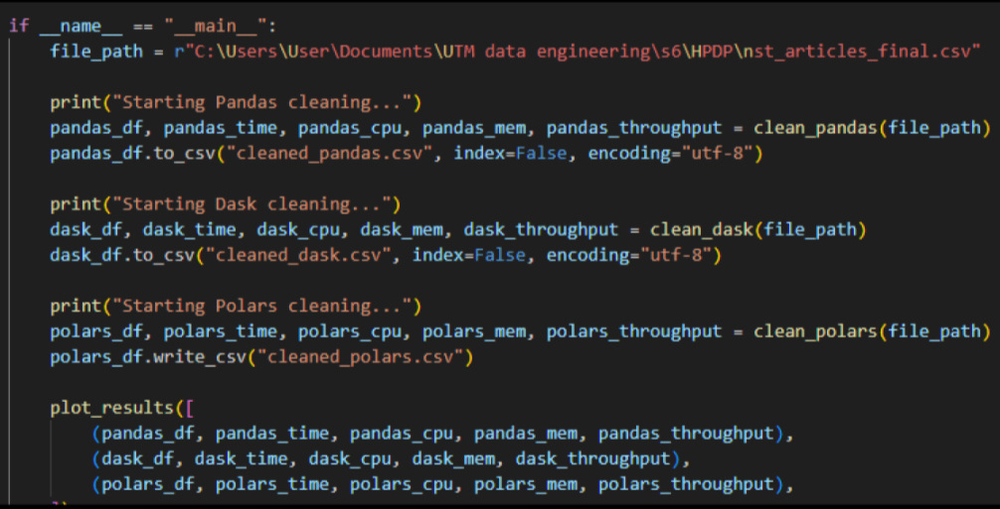 if __name__ == "__main__":
    file_path = r"C:\Users\User\Documents\UTM data engineering\s6\HPDP\nst_articles_final.csv"

    print("Starting Pandas cleaning...")
    pandas_df, pandas_time, pandas_cpu, pandas_mem, pandas_throughput = clean_pandas(file_path)
    pandas_df.to_csv("cleaned_pandas.csv", index=False, encoding="utf-8")

    print("Starting Dask cleaning...")
    dask_df, dask_time, dask_cpu, dask_mem, dask_throughput = clean_dask(file_path)
    dask_df.to_csv("cleaned_dask.csv", index=False, encoding="utf-8")

    print("Starting Polars cleaning...")
    polars_df, polars_time, polars_cpu, polars_mem, polars_throughput = clean_polars(file_path)
    polars_df.write_csv("cleaned_polars.csv")

    plot_results([
        (pandas_df, pandas_time, pandas_cpu, pandas_mem, pandas_throughput),
        (dask_df, dask_time, dask_cpu, dask_mem, dask_throughput),
        (polars_df, polars_time, polars_cpu, polars_mem, polars_throughput),